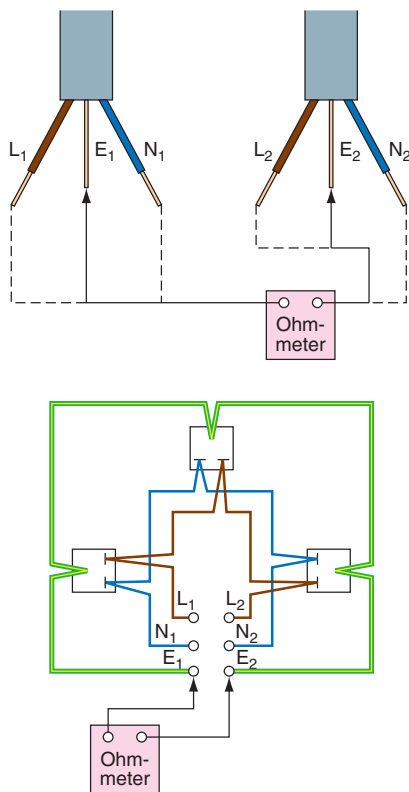 L1 E1 N1 L2 E2 N2
Ohm-
meter
L1 L2
N1 N2
E1 E2
Ohm-
meter